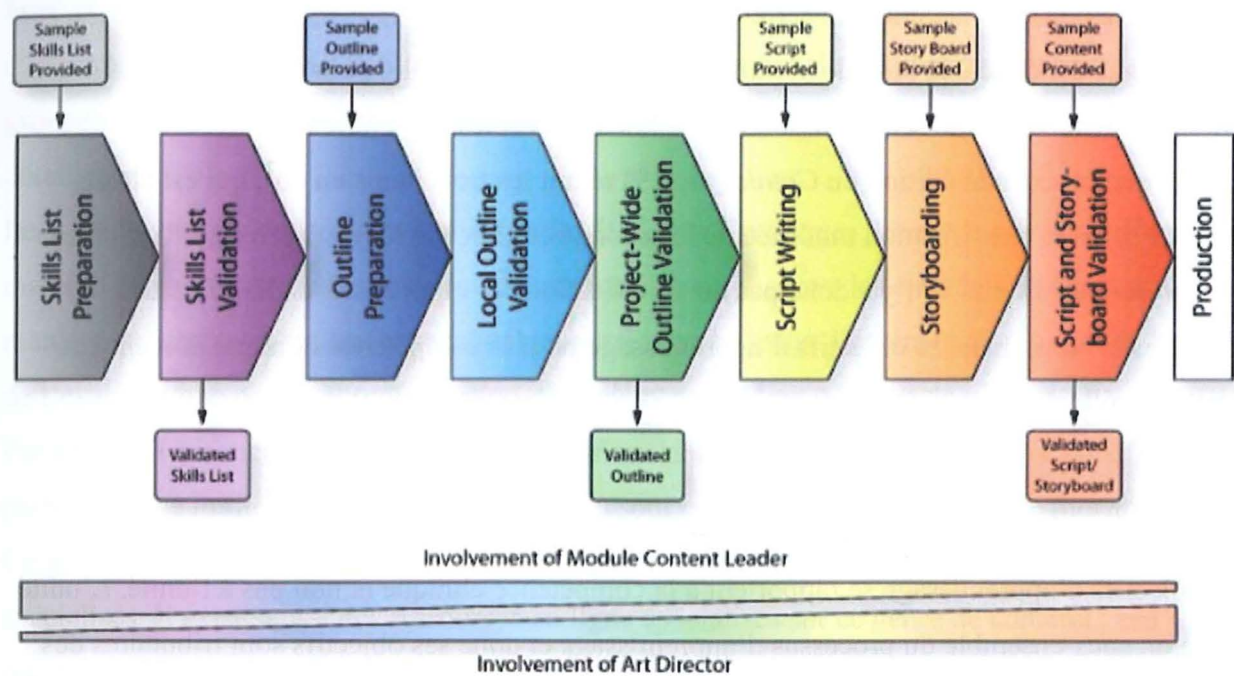 Sample
Skills List
Provided
Sample
Outline
Provided
Sample
Script
Provided
Sample
Story Board
Provided
Sample
Content
Provided
Skills List
Preparation
Skills List
Validation
Outline
Preparation
Local Outline
Validation
Project-Wide
Outline Validation
Script Writing
Storyboarding
Script and Story-
board Validation
Production
Validated
Skills List
Validated
Outline
Validated
Script/
Storyboard
Involvement of Module Content Leader
Involvement of Art Director